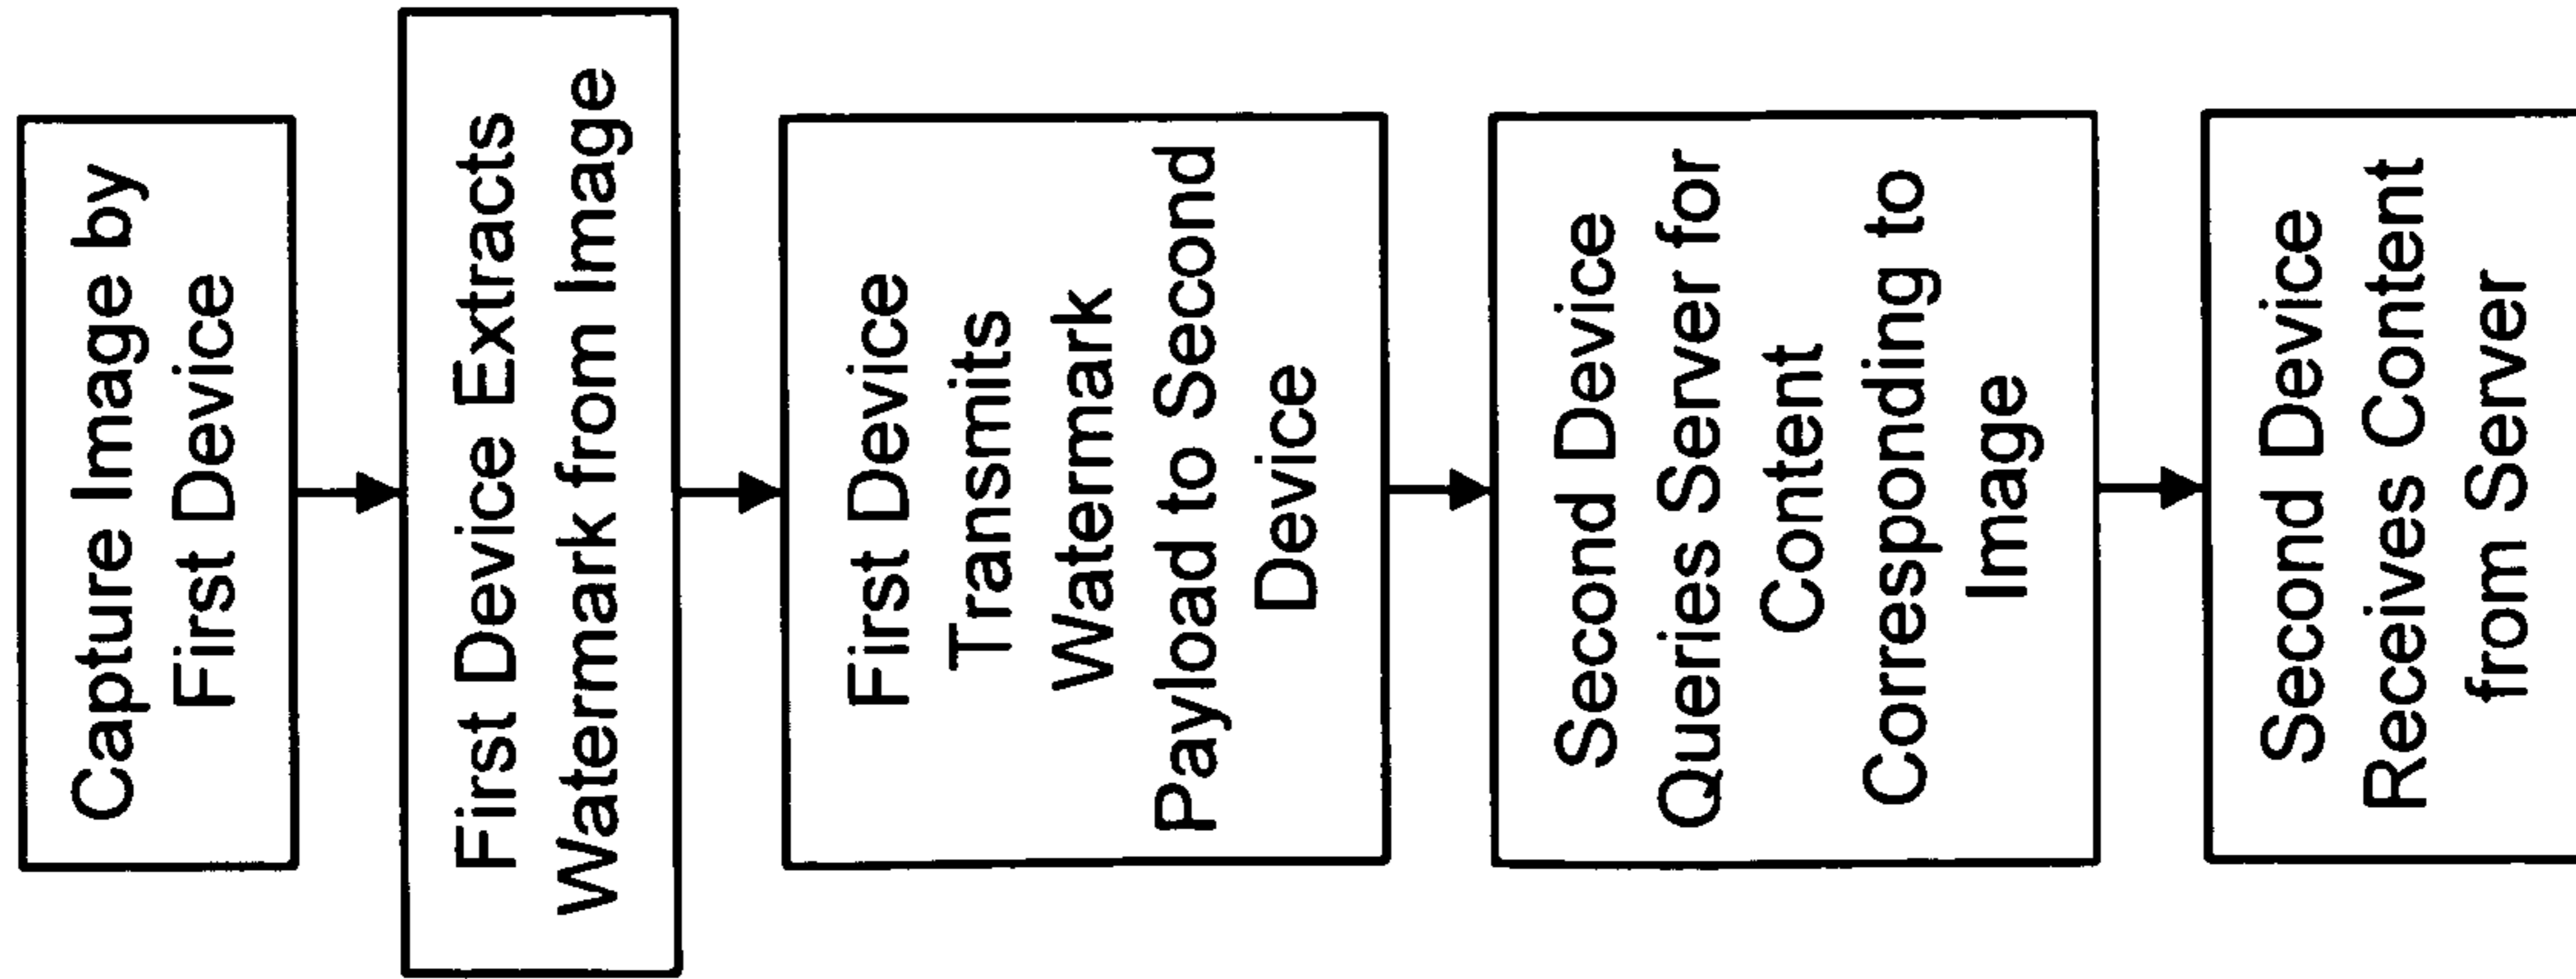 Capture Image by
First Device
First Device Extracts
Watermark from Image
First Device
Transmits
Watermark
Payload to Second
Device
Second Device
Queries Server for
Content
Corresponding to
Image
Second Device
Receives Content
from Server